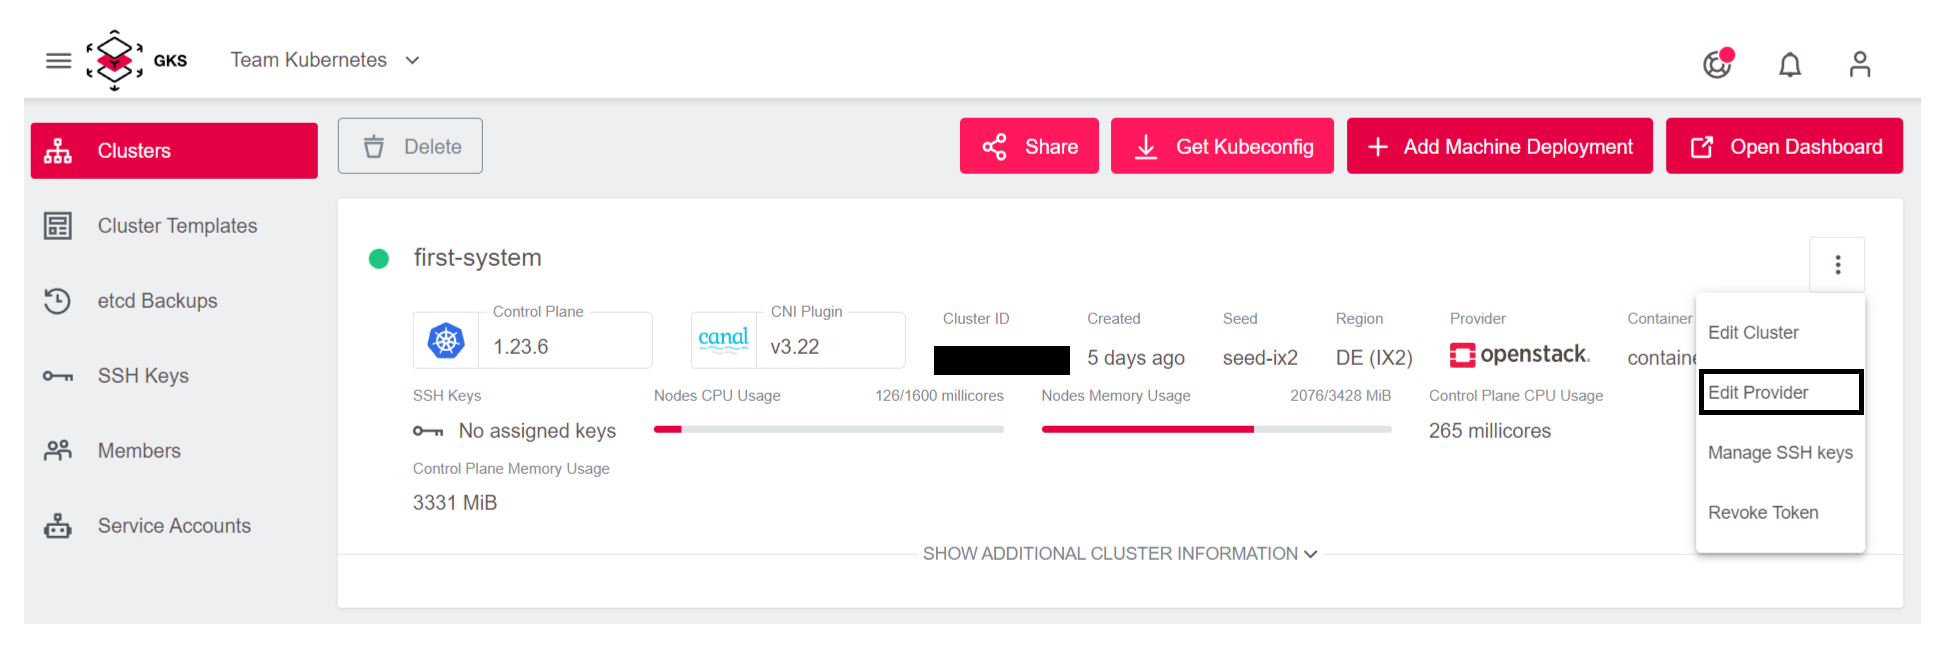 GKS Team Kubernetes
Clusters
Cluster Templates
etcd Backups
SSH Keys
Members
Service Accounts
Delete Share Get Kubeconfig Add Machine Deployment Open Dashboard
first-system
Control Plane CNI Plugin Cluster ID Created Seed Region Provider Container
1.23.6 canal v3.22 5 days ago seed-ix2 DE (IX2) openstack. containe
SSH Keys Nodes CPU Usage 126/1600 millicores Nodes Memory Usage 2076/3428 MiB Control Plane CPU Usage
No assigned keys 265 millicores
Control Plane Memory Usage
3331 MiB
SHOW ADDITIONAL CLUSTER INFORMATION
Edit Cluster
Edit Provider
Manage SSH keys
Revoke Token